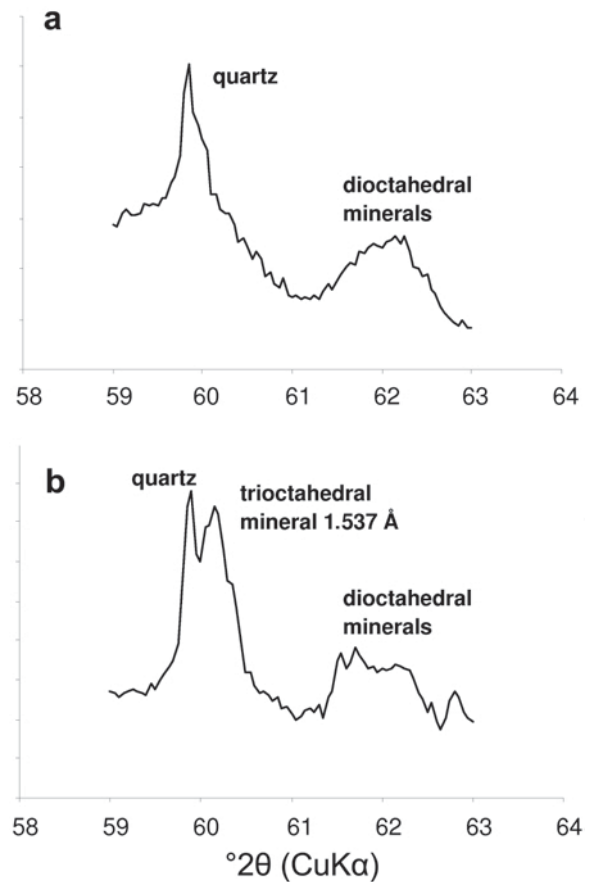 a
quartz
dioctahedral
minerals
58 59 60 61 62 63 64
b
quartz
trioctahedral
mineral 1.537 Å
dioctahedral
minerals
58 59 60 61 62 63 64
°2θ (CuKα)